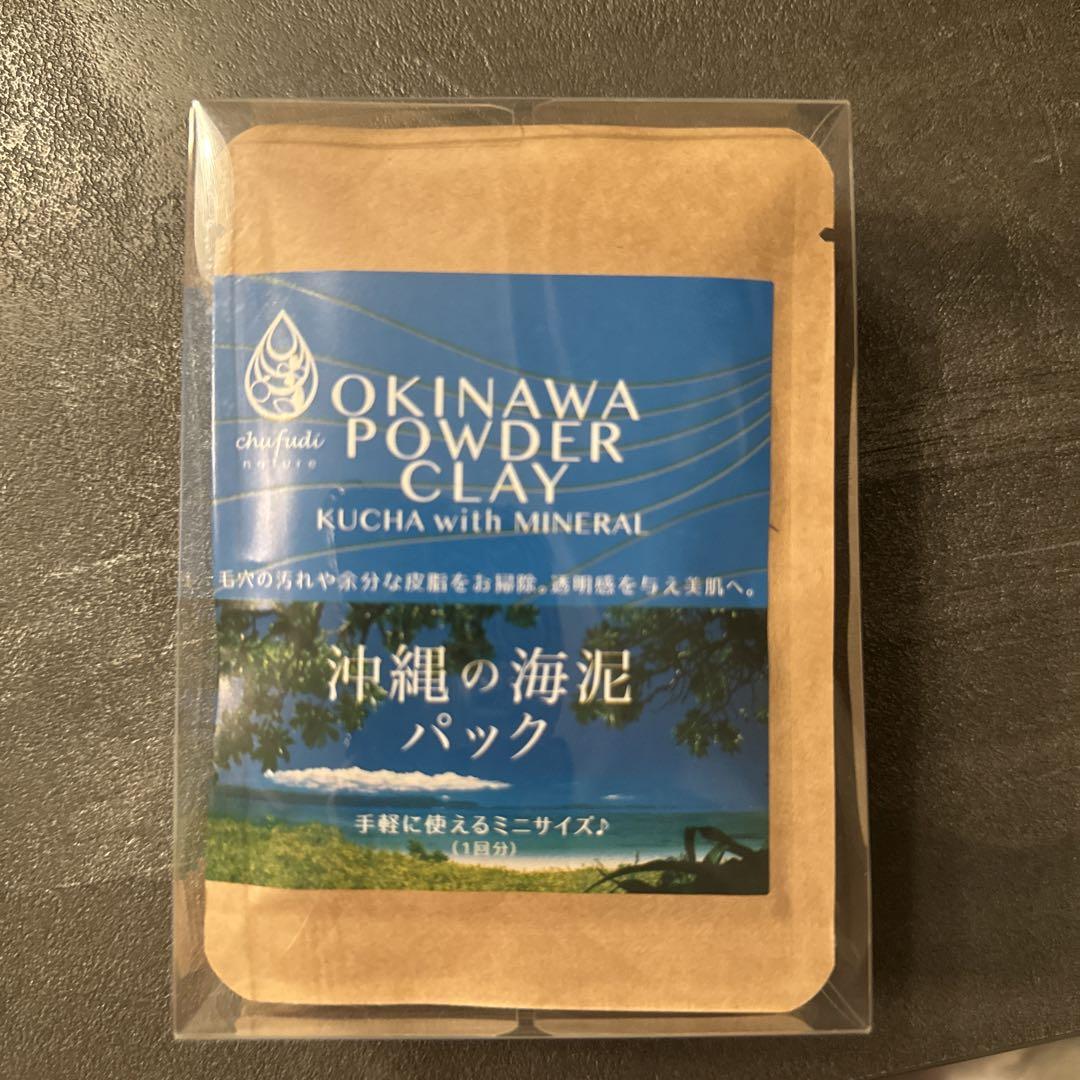 chufudi
nature
OKINAWA
POWDER
CLAY
KUCHA with MINERAL
毛穴の汚れや余分な皮脂をお掃除。透明感を与え美肌へ。
沖縄の海泥
パック
手軽に使えるミニサイズ♪
(1回分)